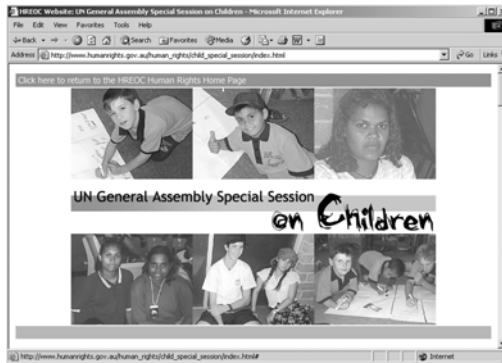 HREOC Website: UN General Assembly Special Session on Children - Microsoft Internet Explorer
File Edit View Favorites Tools Help
Back Search Favorites Media
Address http://www.humanrights.gov.au/human_rights/child_special_session/index.html Go Links
Click here to return to the HREOC Human Rights Home Page
UN General Assembly Special Session
on Children
http://www.humanrights.gov.au/human_rights/child_special_session/index.html# Internet